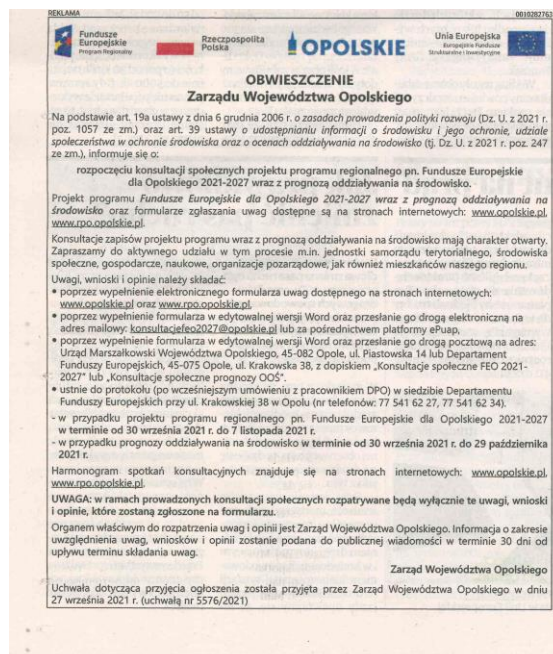 REKLAMA 0010282763
Fundusze
Europejskie
Program Regionalny
Rzeczpospolita
Polska
OPOLSKIE
Unia Europejska
Europejskie Fundusze
Strukturalne i Inwestycyjne
OBWIESZCZENIE
Zarządu Województwa Opolskiego
Na podstawie art. 19a ustawy z dnia 6 grudnia 2006 r. o zasadach prowadzenia polityki rozwoju (Dz. U. z 2021 r.
poz. 1057 ze zm.) oraz art. 39 ustawy o udostępnianiu informacji o środowisku i jego ochronie, udziale
społeczeństwa w ochronie środowiska oraz o ocenach oddziaływania na środowisko (tj. Dz. U. z 2021 r. poz. 247
ze zm.), informuje się o:
rozpoczęciu konsultacji społecznych projektu programu regionalnego pn. Fundusze Europejskie
dla Opolskiego 2021-2027 wraz z prognozą oddziaływania na środowisko.
Projekt programu Fundusze Europejskie dla Opolskiego 2021-2027 wraz z prognozą oddziaływania na
środowisko oraz formularze zgłaszania uwag dostępne są na stronach internetowych: www.opolskie.pl,
www.rpo.opolskie.pl.
Konsultacje zapisów projektu programu wraz z prognozą oddziaływania na środowisko mają charakter otwarty.
Zapraszamy do aktywnego udziału w tym procesie m.in. jednostki samorządu terytorialnego, środowiska
społeczne, gospodarcze, naukowe, organizacje pozarządowe, jak również mieszkańców naszego regionu.
Uwagi, wnioski i opinie należy składać:
• poprzez wypełnienie elektronicznego formularza uwag dostępnego na stronach internetowych:
www.opolskie.pl oraz www.rpo.opolskie.pl,
• poprzez wypełnienie formularza w edytowalnej wersji Word oraz przesłanie go drogą elektroniczną na
adres mailowy: konsultacjefeo2027@opolskie.pl lub za pośrednictwem platformy ePuap,
• poprzez wypełnienie formularza w edytowalnej wersji Word oraz przesłanie go drogą pocztową na adres:
Urząd Marszałkowski Województwa Opolskiego, 45-082 Opole, ul. Piastowska 14 lub Departament
Funduszy Europejskich, 45-075 Opole, ul. Krakowska 38, z dopiskiem „Konsultacje społeczne FEO 2021-
2027" lub „Konsultacje społeczne prognozy OOŚ".
• ustnie do protokołu (po wcześniejszym umówieniu z pracownikiem DPO) w siedzibie Departamentu
Funduszy Europejskich przy ul. Krakowskiej 38 w Opolu (nr telefonów: 77 541 62 27, 77 541 62 34).
- w przypadku projektu programu regionalnego pn. Fundusze Europejskie dla Opolskiego 2021-2027
w terminie od 30 września 2021 r. do 7 listopada 2021 r.
- w przypadku prognozy oddziaływania na środowisko w terminie od 30 września 2021 r. do 29 października
2021 r.
Harmonogram spotkań konsultacyjnych znajduje się na stronach internetowych: www.opolskie.pl,
www.rpo.opolskie.pl.
UWAGA: w ramach prowadzonych konsultacji społecznych rozpatrywane będą wyłącznie te uwagi, wnioski
i opinie, które zostaną zgłoszone na formularzu.
Organem właściwym do rozpatrzenia uwag i opinii jest Zarząd Województwa Opolskiego. Informacja o zakresie
uwzględnienia uwag, wniosków i opinii zostanie podana do publicznej wiadomości w terminie 30 dni od
upływu terminu składania uwag.
Zarząd Województwa Opolskiego
Uchwała dotycząca przyjęcia ogłoszenia została przyjęta przez Zarząd Województwa Opolskiego w dniu
27 września 2021 r. (uchwałą nr 5576/2021)